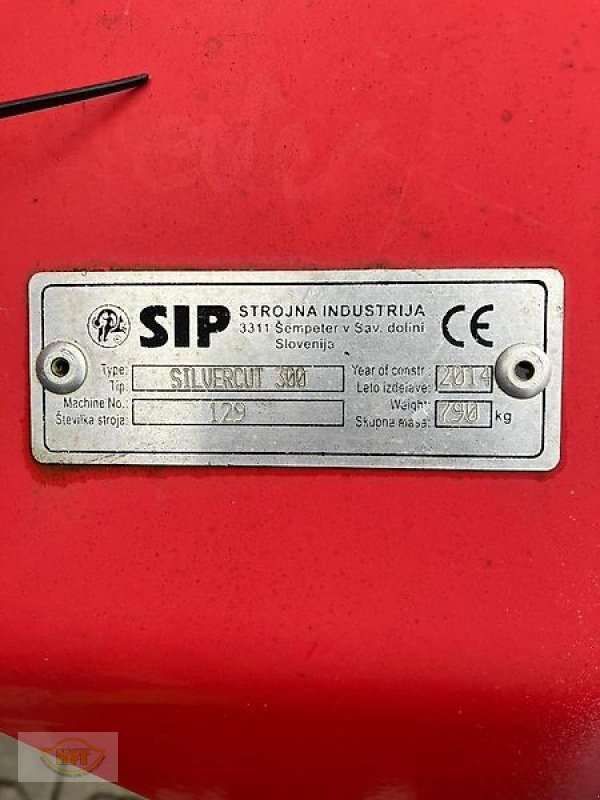 SIP STROJNA INDUSTRIJA
3311 Šempeter v Sav. dolini
Slovenija
CE
Type: SILVERCUT 300 Year of constr.: 2014
Tip Leto izdelave:
Machine No.: 129 Weight: 790 kg
Številka stroja: Skupna masa:
HFT